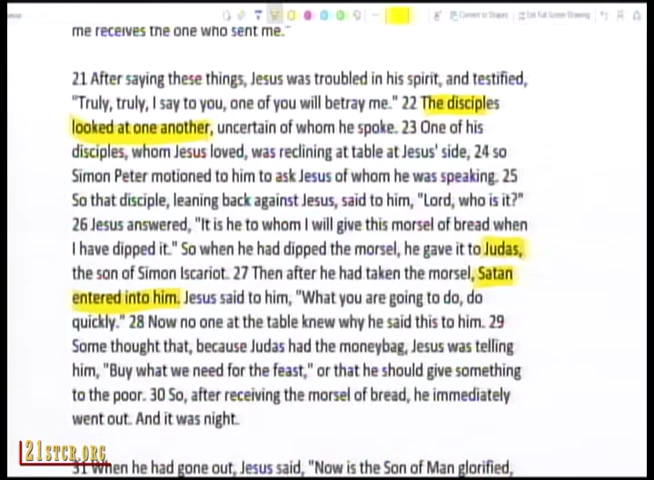 me receives the one who sent me."
21 After saying these things, Jesus was troubled in his spirit, and testified,
"Truly, truly, I say to you, one of you will betray me." 22 The disciples
looked at one another, uncertain of whom he spoke. 23 One of his
disciples, whom Jesus loved, was reclining at table at Jesus' side, 24 so
Simon Peter motioned to him to ask Jesus of whom he was speaking. 25
So that disciple, leaning back against Jesus, said to him, "Lord, who is it?"
26 Jesus answered, "It is he to whom I will give this morsel of bread when
I have dipped it." So when he had dipped the morsel, he gave it to Judas,
the son of Simon Iscariot. 27 Then after he had taken the morsel, Satan
entered into him. Jesus said to him, "What you are going to do, do
quickly." 28 Now no one at the table knew why he said this to him. 29
Some thought that, because Judas had the moneybag, Jesus was telling
him, "Buy what we need for the feast," or that he should give something
to the poor. 30 So, after receiving the morsel of bread, he immediately
went out. And it was night.
21STCR.ORG
31 When he had gone out, Jesus said, "Now is the Son of Man glorified,